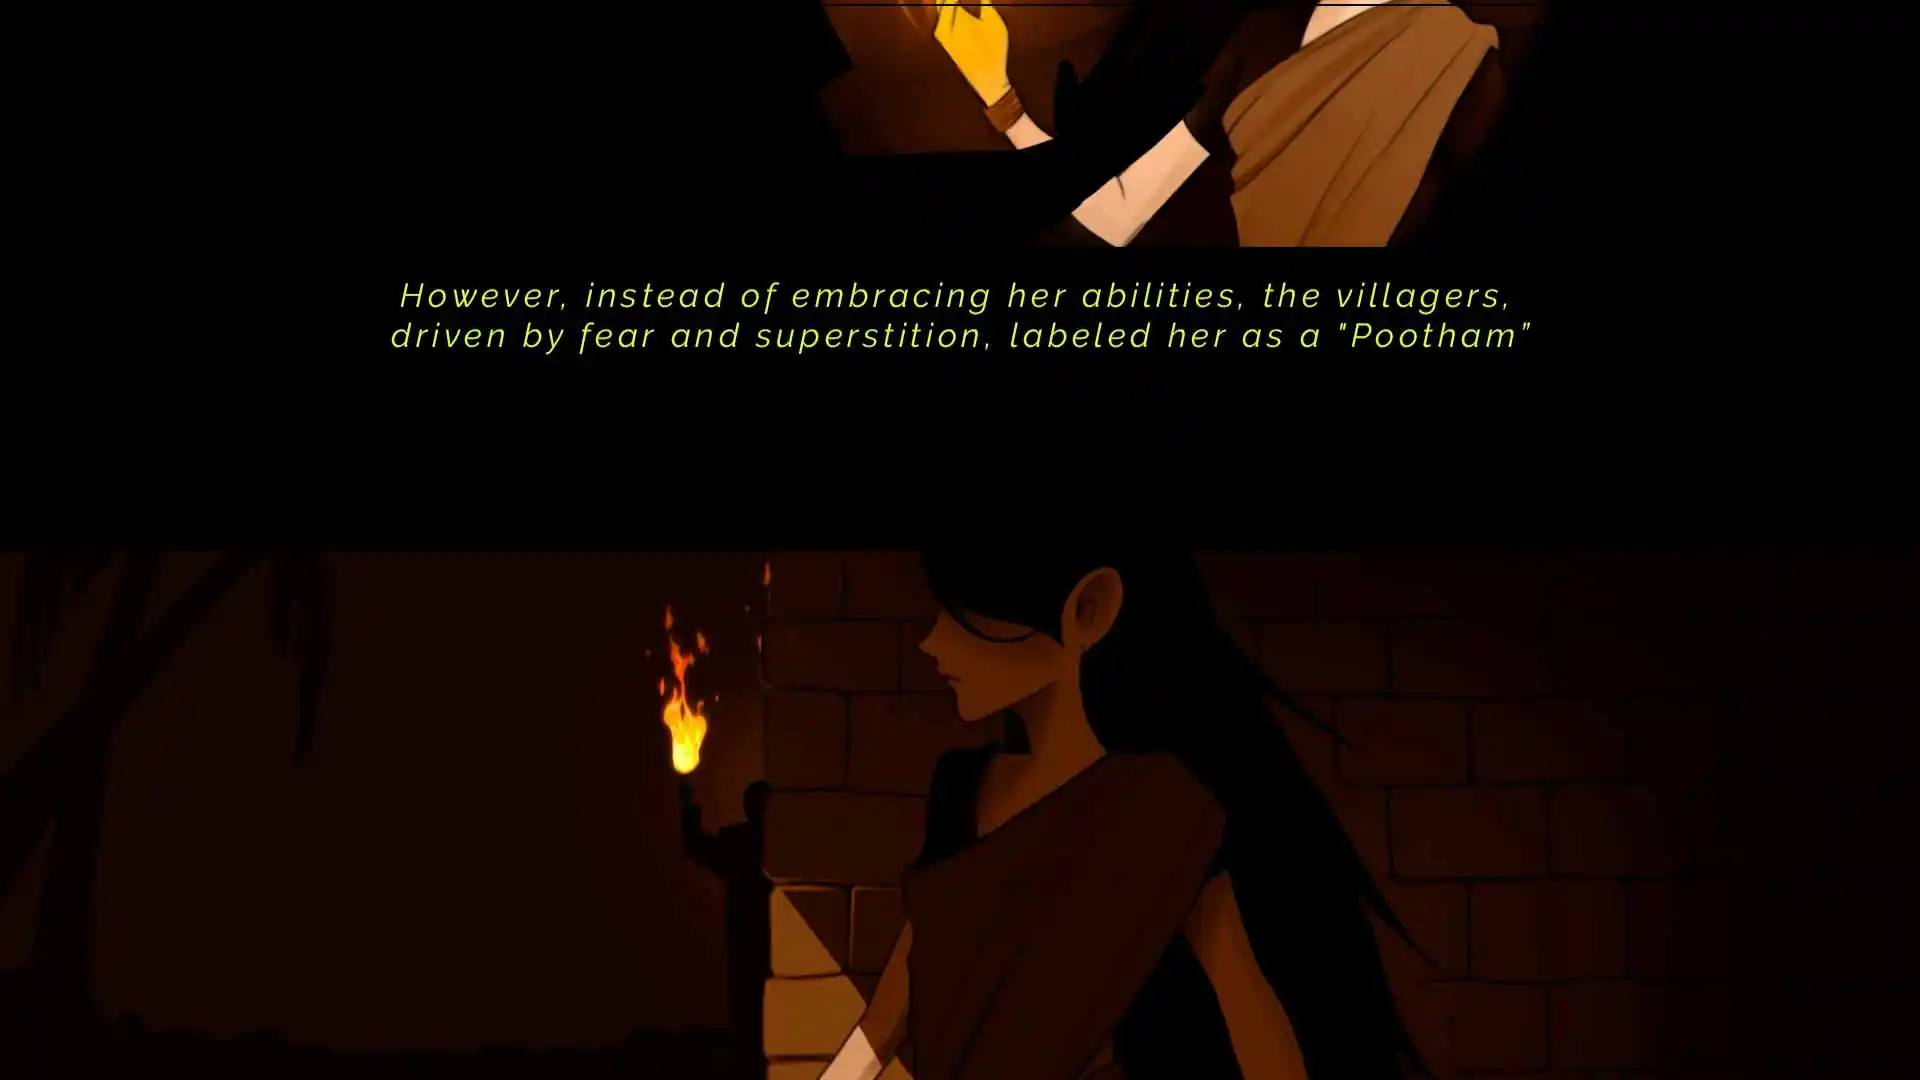 However, instead of embracing her abilities, the villagers,
driven by fear and superstition, labeled her as a "Pootham”